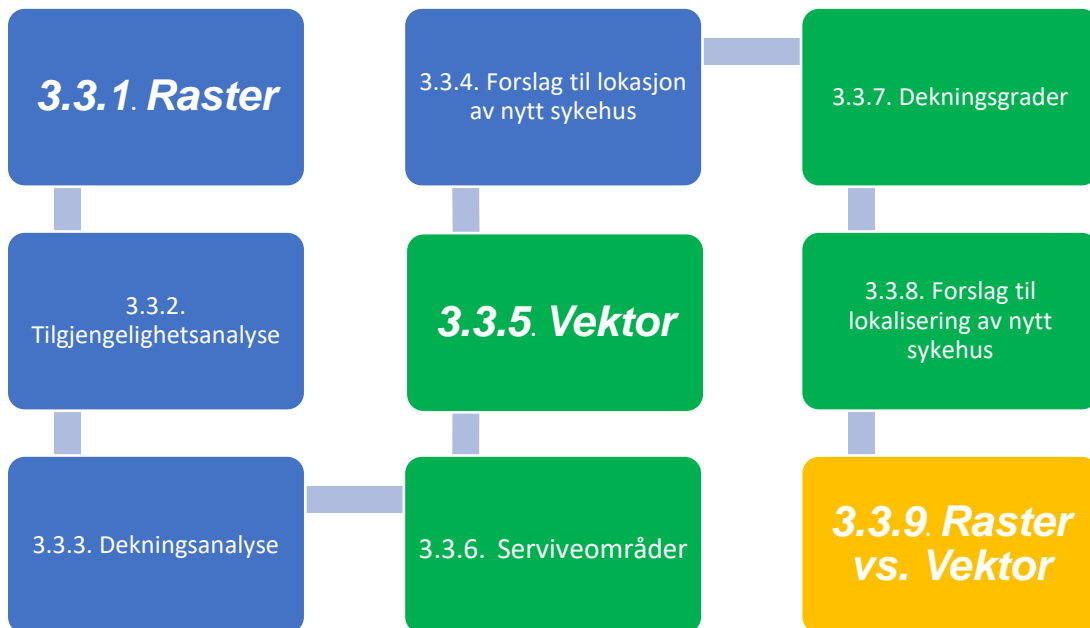 3.3.1. Raster
3.3.2.
Tilgjengelighetsanalyse
3.3.3. Dekningsanalyse
3.3.4. Forslag til lokasjon
av nytt sykehus
3.3.5. Vektor
3.3.6. Serviveområder
3.3.7. Dekningsgrader
3.3.8. Forslag til
lokalisering av nytt
sykehus
3.3.9. Raster
vs. Vektor